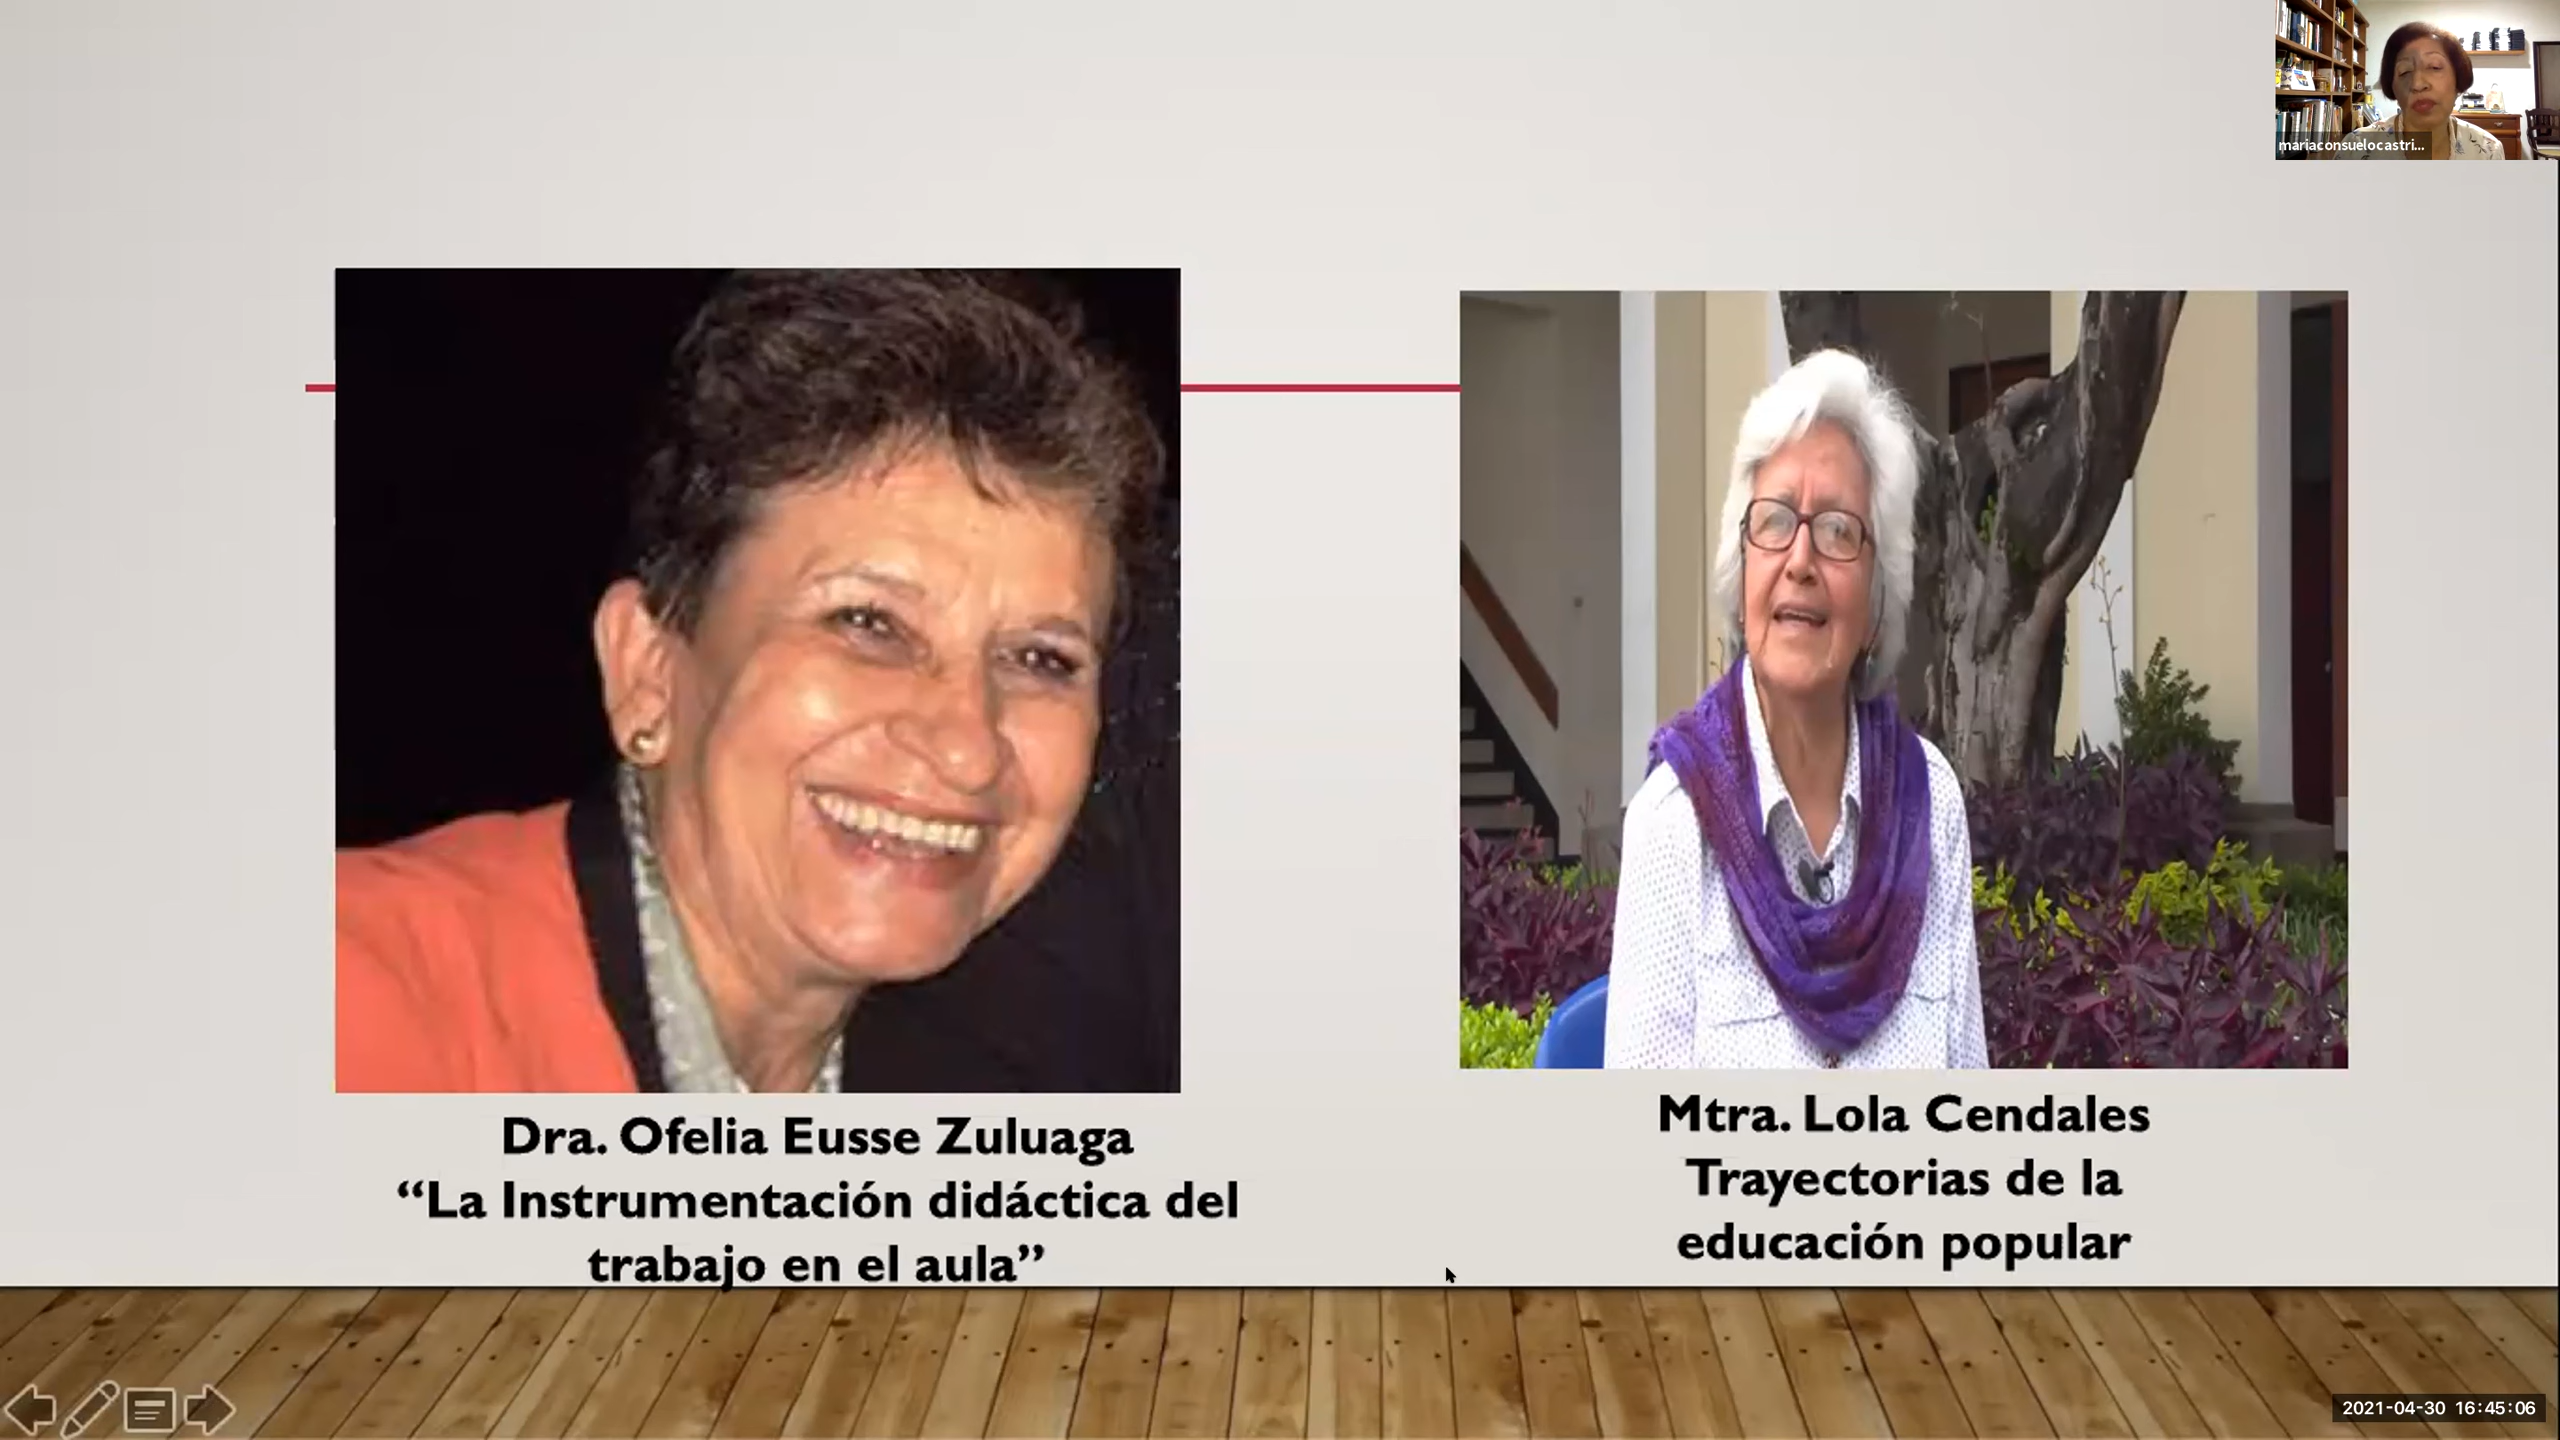 mariaconsuelocastri...
Dra. Ofelia Eusse Zuluaga
“La Instrumentación didáctica del
trabajo en el aula”
Mtra. Lola Cendales
Trayectorias de la
educación popular
2021-04-30 16:45:06